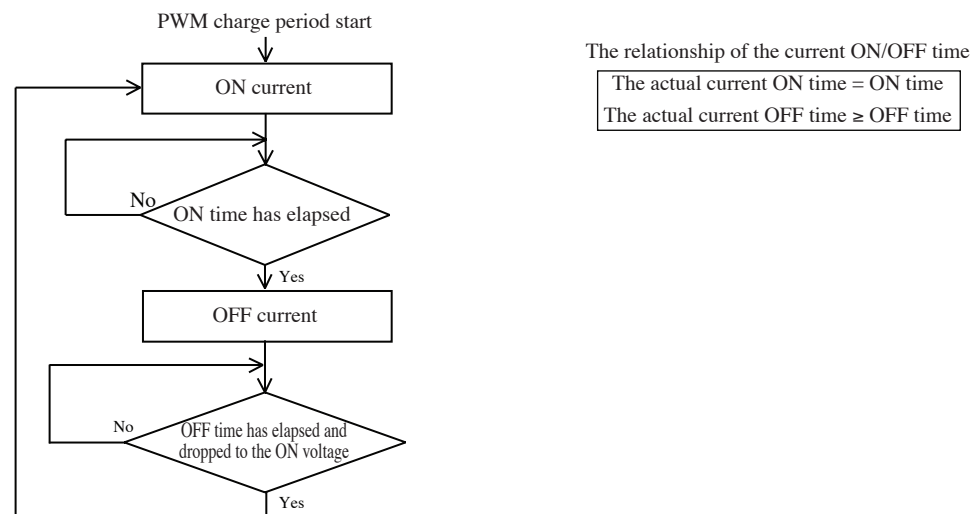 PWM charge period start
ON current
No
ON time has elapsed
Yes
OFF current
No
OFF time has elapsed and
dropped to the ON voltage
Yes
The relationship of the current ON/OFF time
The actual current ON time = ON time
The actual current OFF time ≥ OFF time